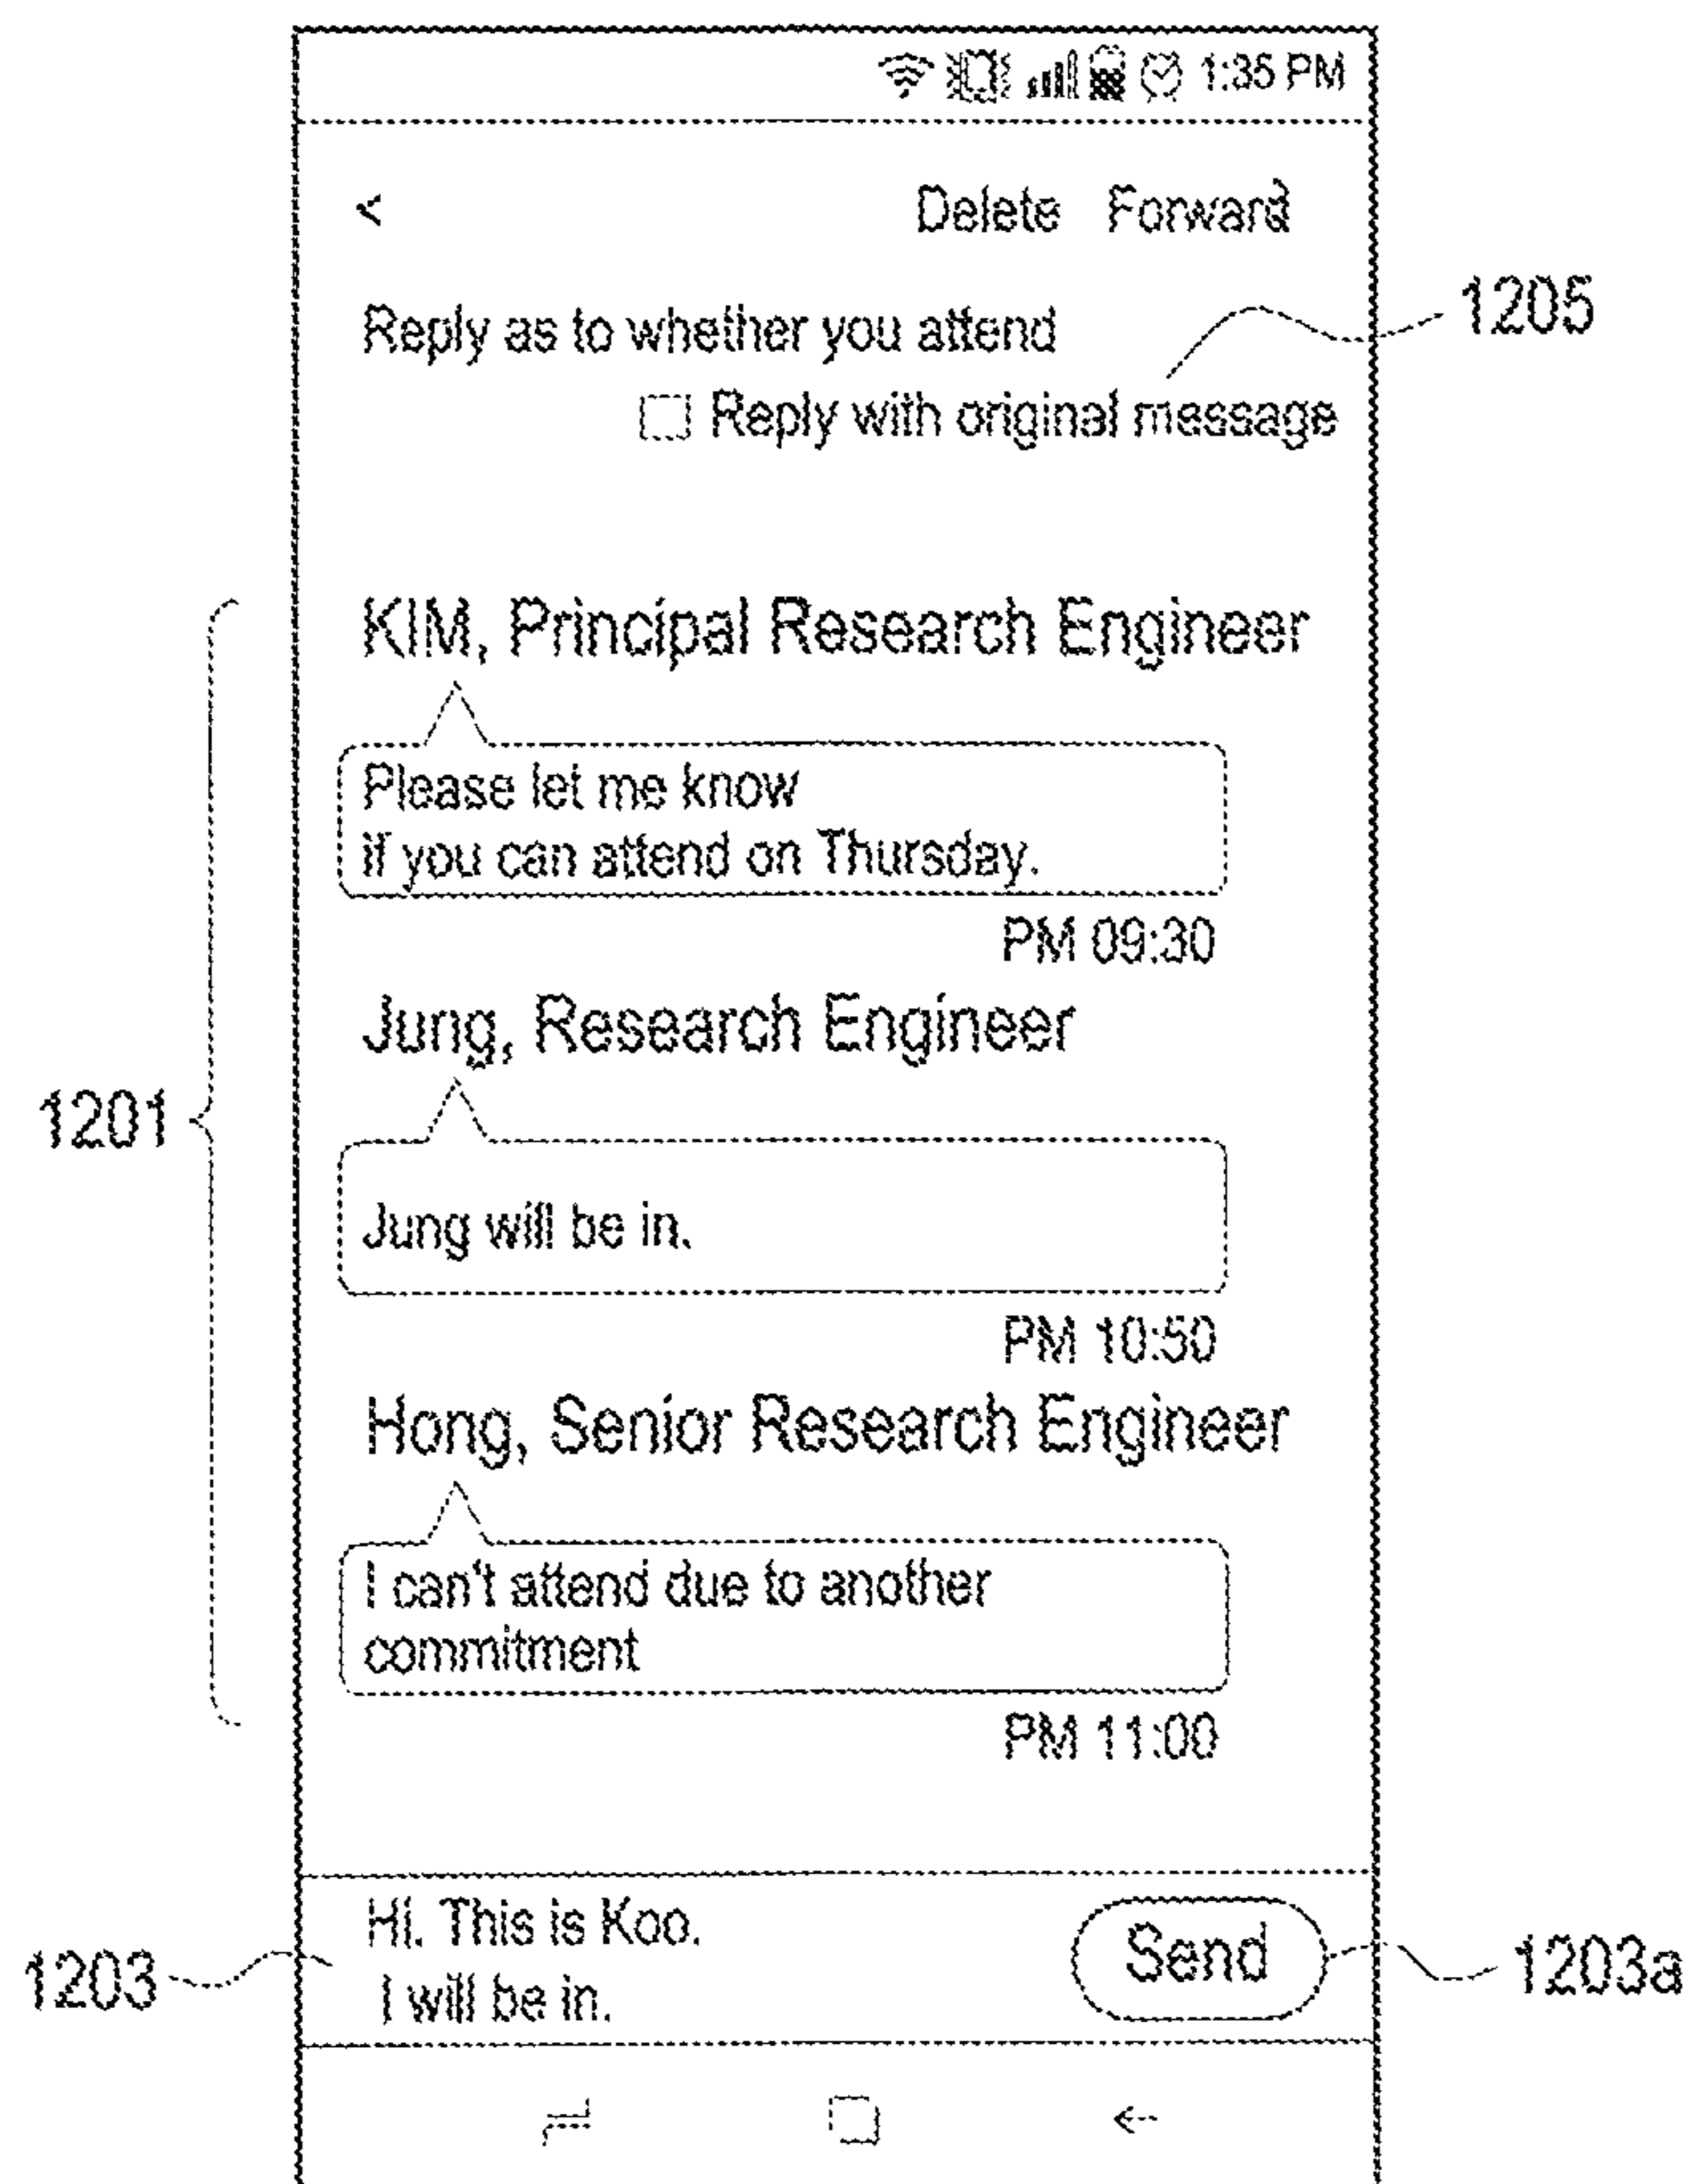 1:35 PM
< Delete Forward
Reply as to whether you attend
1205
Reply with original message
KIM, Principal Research Engineer
Please let me know
if you can attend on Thursday.
PM 09:30
Jung, Research Engineer
1201
Jung will be in.
PM 10:50
Hong, Senior Research Engineer
I can't attend due to another
commitment
PM 11:00
Hi. This is Koo.
Send
1203
1203a
I will be in.